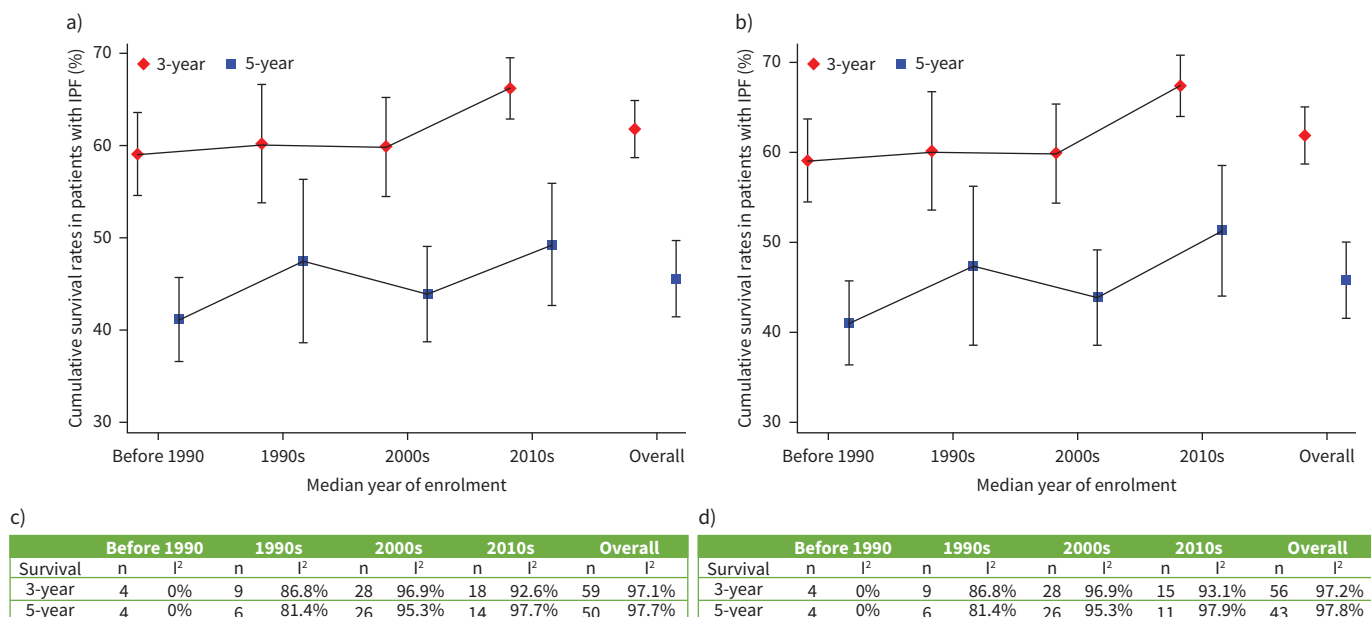 a)
Cumulative survival rates in patients with IPF (%)
70
60
50
40
30
3-year 5-year
Before 1990 1990s 2000s 2010s Overall
Median year of enrolment
b)
Cumulative survival rates in patients with IPF (%)
70
60
50
40
30
3-year 5-year
Before 1990 1990s 2000s 2010s Overall
Median year of enrolment
c)
Before 1990 1990s 2000s 2010s Overall
Survival n I² n I² n I² n I² n I²
3-year 4 0% 9 86.8% 28 96.9% 18 92.6% 59 97.1%
5-year 4 0% 6 81.4% 26 95.3% 14 97.7% 50 97.7%
d)
Before 1990 1990s 2000s 2010s Overall
Survival n I² n I² n I² n I² n I²
3-year 4 0% 9 86.8% 28 96.9% 15 93.1% 56 97.2%
5-year 4 0% 6 81.4% 26 95.3% 11 97.9% 43 97.8%